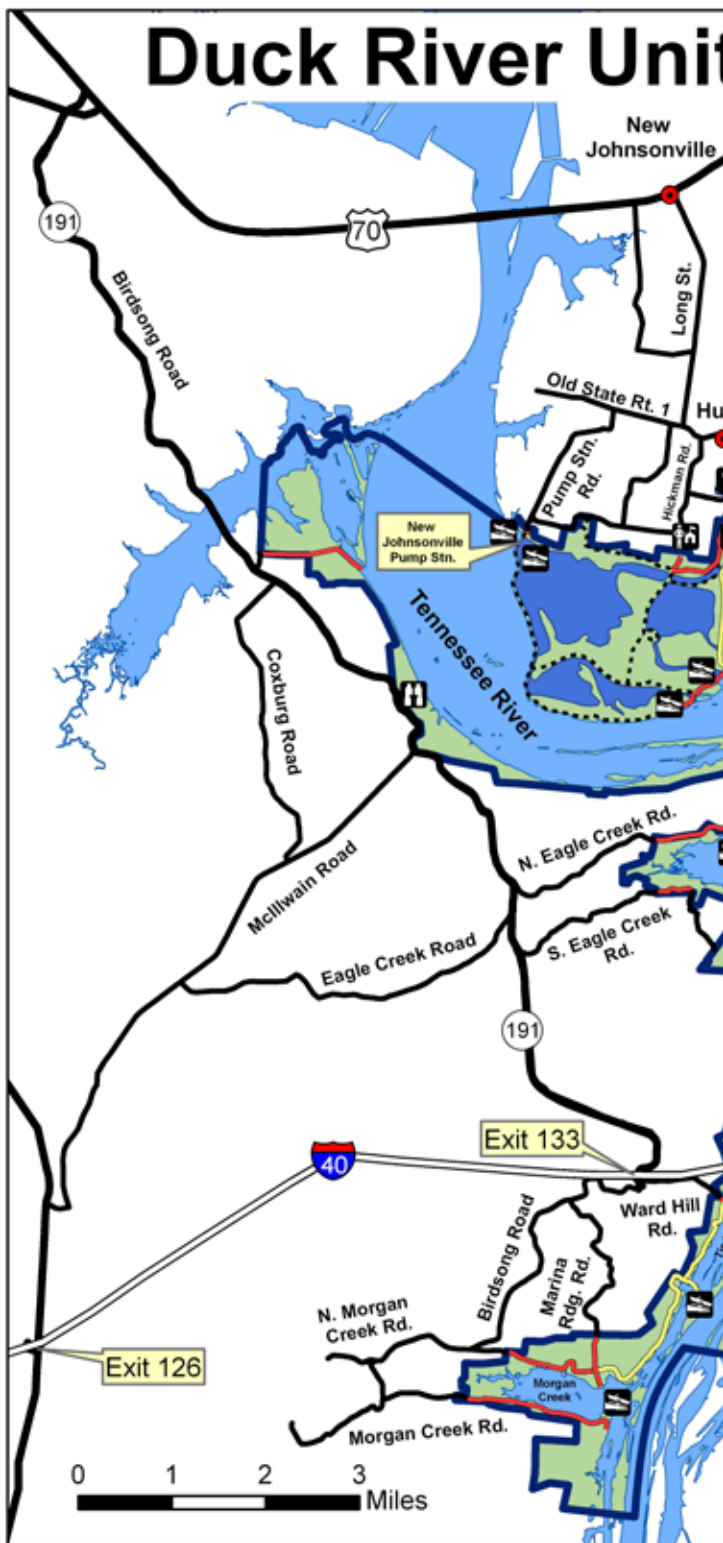 Duck River Unit
New
Johnsonville
191
70
Birdsong Road
Long St.
Old State Rt. 1
Hu
Pump Stn.
Rd.
Hickman Rd.
New
Johnsonville
Pump Stn.
Tennessee River
Coxburg Road
N. Eagle Creek Rd.
McIllwain Road
S. Eagle Creek
Rd.
Eagle Creek Road
191
Exit 133
40
Ward Hill
Rd.
Birdsong Road
Marina
Rdg. Rd.
N. Morgan
Creek Rd.
Exit 126
Morgan
Creek
Morgan Creek Rd.
0 1 2 3
Miles